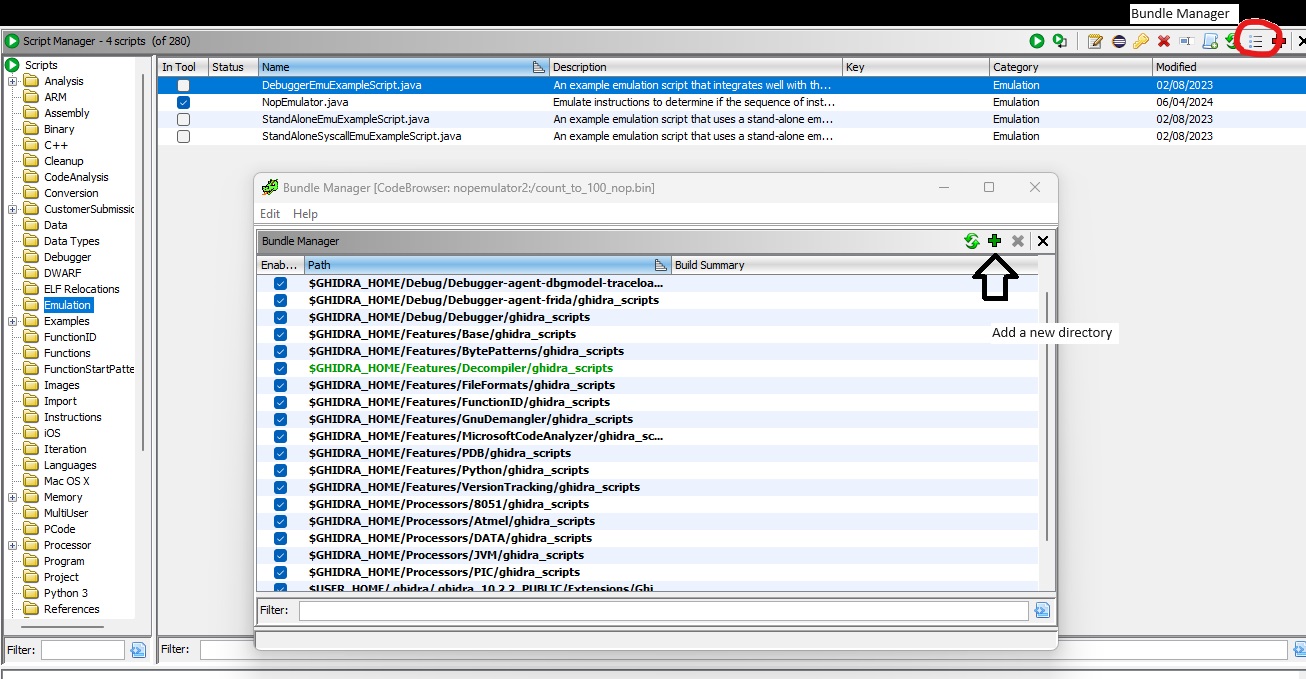 Bundle Manager
Script Manager - 4 scripts (of 280)
Scripts
Analysis
ARM
Assembly
Binary
C++
Cleanup
CodeAnalysis
Conversion
CustomerSubmissic
Data
Data Types
Debugger
DWARF
ELF Relocations
Emulation
Examples
FunctionID
Functions
FunctionStartPatte
Images
Import
Instructions
iOS
Iteration
Languages
Mac OS X
Memory
MultiUser
PCode
Processor
Program
Project
Python 3
References
Filter:
In Tool Status Name Description Key Category Modified
DebuggerEmuExampleScript.java An example emulation script that integrates well with th... Emulation 02/08/2023
NopEmulator.java Emulate instructions to determine if the sequence of inst... Emulation 06/04/2024
StandAloneEmuExampleScript.java An example emulation script that uses a stand-alone em... Emulation 02/08/2023
StandAloneSyscallEmuExampleScript.java An example emulation script that uses a stand-alone em... Emulation 02/08/2023
Bundle Manager [CodeBrowser: nopemulator2:/count_to_100_nop.bin]
Edit Help
Bundle Manager
Enab... Path Build Summary
$GHIDRA_HOME/Debug/Debugger-agent-dbgmodel-traceloa...
$GHIDRA_HOME/Debug/Debugger-agent-frida/ghidra_scripts
$GHIDRA_HOME/Debug/Debugger/ghidra_scripts
$GHIDRA_HOME/Features/Base/ghidra_scripts
$GHIDRA_HOME/Features/BytePatterns/ghidra_scripts
$GHIDRA_HOME/Features/Decompiler/ghidra_scripts
$GHIDRA_HOME/Features/FileFormats/ghidra_scripts
$GHIDRA_HOME/Features/FunctionID/ghidra_scripts
$GHIDRA_HOME/Features/GnuDemangler/ghidra_scripts
$GHIDRA_HOME/Features/MicrosoftCodeAnalyzer/ghidra_sc...
$GHIDRA_HOME/Features/PDB/ghidra_scripts
$GHIDRA_HOME/Features/Python/ghidra_scripts
$GHIDRA_HOME/Features/VersionTracking/ghidra_scripts
$GHIDRA_HOME/Processors/8051/ghidra_scripts
$GHIDRA_HOME/Processors/Atmel/ghidra_scripts
$GHIDRA_HOME/Processors/DATA/ghidra_scripts
$GHIDRA_HOME/Processors/JVM/ghidra_scripts
$GHIDRA_HOME/Processors/PIC/ghidra_scripts
$USER_HOME/.ghidra/.ghidra_10.2.2_PUBLIC/Extensions/Ghi...
Add a new directory
Filter:
Filter: